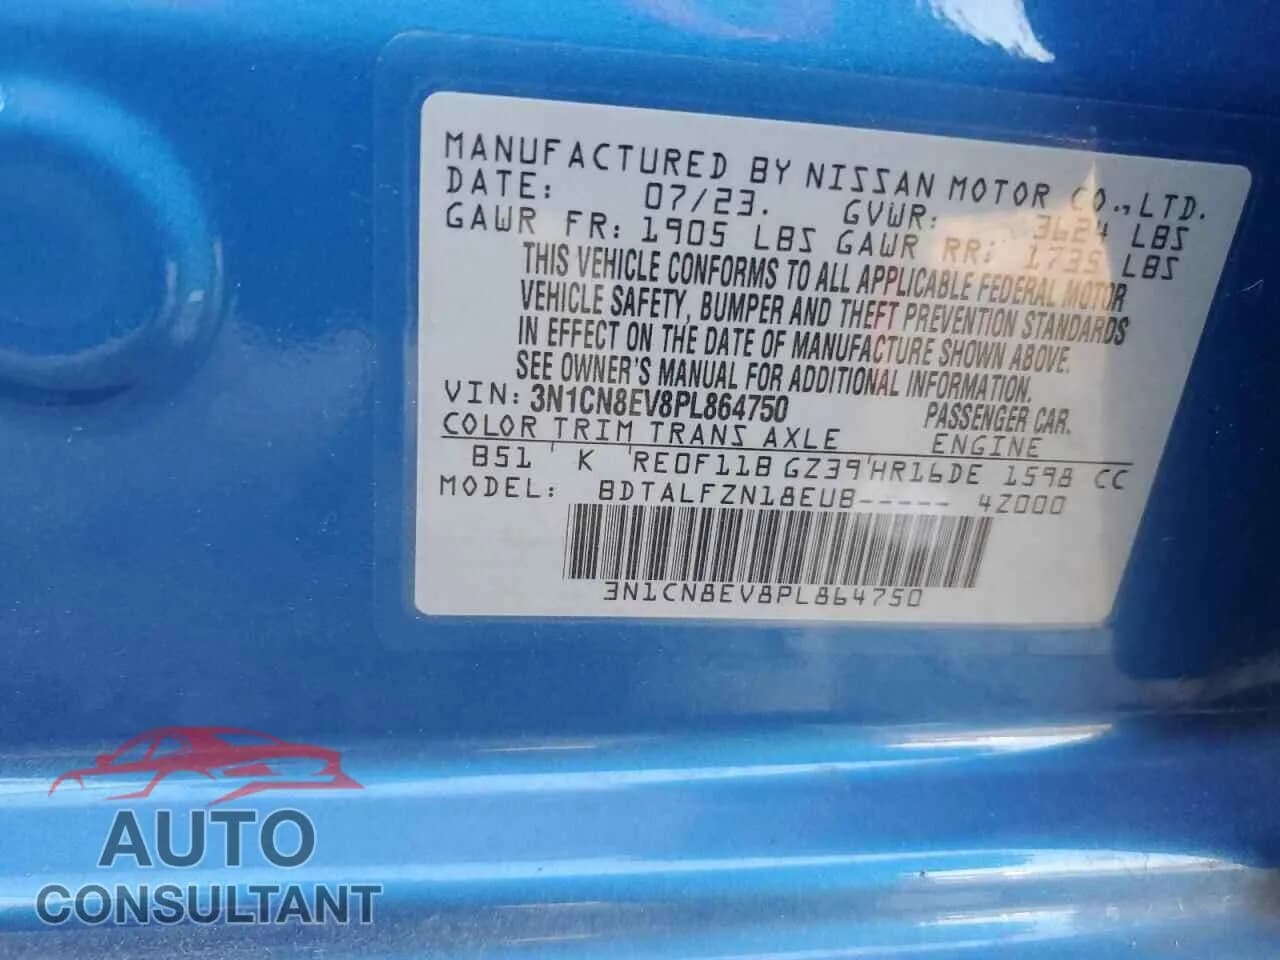 MANUFACTURED BY NISSAN MOTOR CO., LTD.
DATE: 07/23. GVWR: 3624 LBS
GAWR FR: 1905 LBS GAWR RR: 1735 LBS
THIS VEHICLE CONFORMS TO ALL APPLICABLE FEDERAL MOTOR
VEHICLE SAFETY, BUMPER AND THEFT PREVENTION STANDARDS
IN EFFECT ON THE DATE OF MANUFACTURE SHOWN ABOVE.
SEE OWNER'S MANUAL FOR ADDITIONAL INFORMATION.
VIN: 3N1CN8EV8PL864750 PASSENGER CAR.
COLOR TRIM TRANS AXLE ENGINE
B51 K RE0F11B GZ39 HR16DE 1598 CC
MODEL: BDTALFZN18EUB----- 4Z000
3N1CN8EV8PL864750
AUTO
CONSULTANT